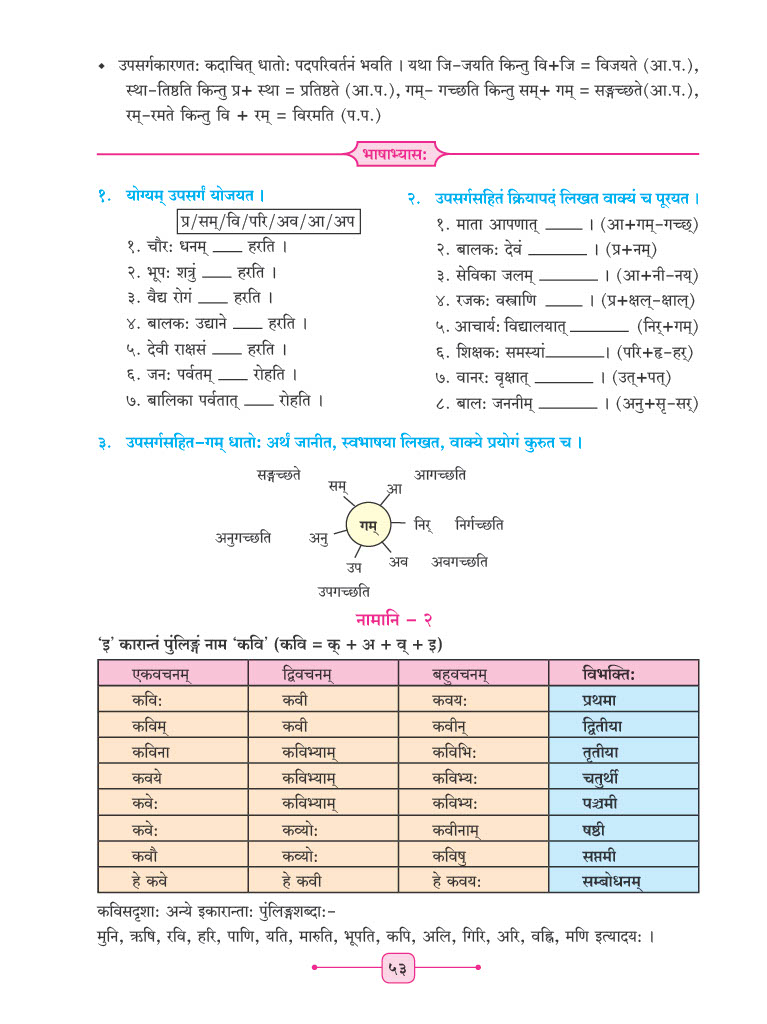 ◆ उपसर्गकारणतः कदाचित् धातोः पदपरिवर्तनं भवति । यथा जि-जयति किन्तु वि+जि = विजयते (आ.प.),
स्था-तिष्ठति किन्तु प्र+ स्था = प्रतिष्ठते (आ.प.), गम्- गच्छति किन्तु सम्+ गम् = सङ्गच्छते(आ.प.),
रम्-रमते किन्तु वि + रम् = विरमति (प.प.)
भाषाभ्यासः
१. योग्यम् उपसर्गं योजयत ।
प्र/सम्/वि/परि/अव/आ/अप
१. चौरः धनम् ____ हरति ।
२. भूपः शत्रुं ____ हरति ।
३. वैद्य रोगं ____ हरति ।
४. बालकः उद्याने ____ हरति ।
५. देवी राक्षसं ____ हरति ।
६. जनः पर्वतम् ____ रोहति ।
७. बालिका पर्वतात् ____ रोहति ।
२. उपसर्गसहितं क्रियापदं लिखत वाक्यं च पूरयत ।
१. माता आपणात् _____ । (आ+गम्-गच्छ्)
२. बालकः देवं ________ । (प्र+नम्)
३. सेविका जलम् ________ । (आ+नी-नय्)
४. रजकः वस्त्राणि _____ । (प्र+क्षल्-क्षाल्)
५. आचार्यः विद्यालयात् ________ (निर्+गम्)
६. शिक्षकः समस्यां________। (परि+हृ-हर्)
७. वानरः वृक्षात् ________ । (उत्+पत्)
८. बालः जननीम् ________ । (अनु+सृ-सर्)
३. उपसर्गसहित-गम् धातोः अर्थं जानीत, स्वभाषया लिखत, वाक्ये प्रयोगं कुरुत च ।
सङ्गच्छते आगच्छति
सम् आ
गम् निर् निर्गच्छति
अनुगच्छति अनु
उप अव अवगच्छति
उपगच्छति
नामानि - २
‘इ’ कारान्तं पुंलिङ्गं नाम ‘कवि’ (कवि = क् + अ + व् + इ)
एकवचनम् द्विवचनम् बहुवचनम् विभक्तिः
कविः कवी कवयः प्रथमा
कविम् कवी कवीन् द्वितीया
कविना कविभ्याम् कविभिः तृतीया
कवये कविभ्याम् कविभ्यः चतुर्थी
कवेः कविभ्याम् कविभ्यः पञ्चमी
कवेः कव्योः कवीनाम् षष्ठी
कवौ कव्योः कविषु सप्तमी
हे कवे हे कवी हे कवयः सम्बोधनम्
कविसदृशाः अन्ये इकारान्ताः पुंलिङ्गशब्दाः-
मुनि, ऋषि, रवि, हरि, पाणि, यति, मारुति, भूपति, कपि, अलि, गिरि, अरि, वह्नि, मणि इत्यादयः ।
५३